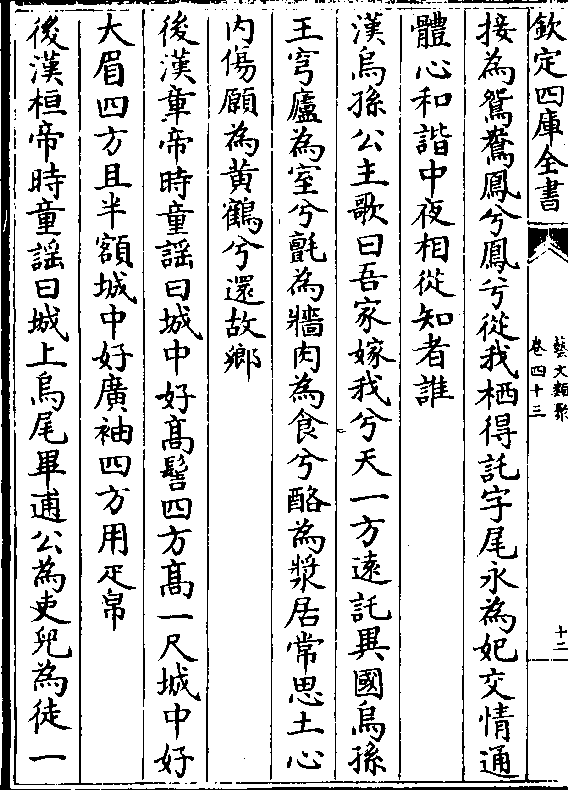 欽定四庫全書
藝文類聚
卷四十三
十二
接為鴛鴦鳳兮鳳兮從我栖得託字尾永為妃交情通
體心和諧中夜相從知者誰
漢烏孫公主歌曰吾家嫁我兮天一方逺託異國烏孫
王穹廬為室兮氈為牆肉為食兮酪為漿居常思土心
内傷願為黄鶴兮還故鄉
後漢章帝時童謡曰城中好髙髻四方髙一尺城中好
大眉四方且半額城中好廣袖四方用疋帛
後漢桓帝時童謡曰城上烏尾畢逋公為吏兒為徒一